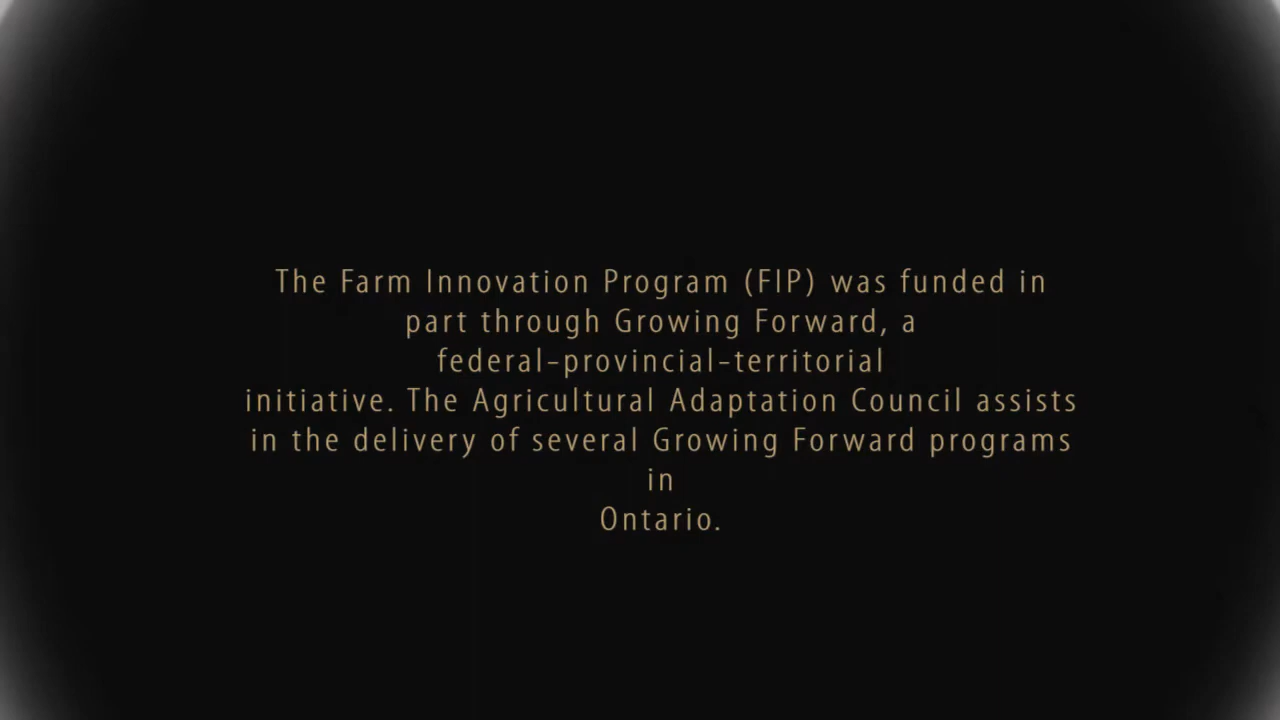 The Farm Innovation Program (FIP) was funded in
part through Growing Forward, a
federal-provincial-territorial
initiative. The Agricultural Adaptation Council assists
in the delivery of several Growing Forward programs
in
Ontario.